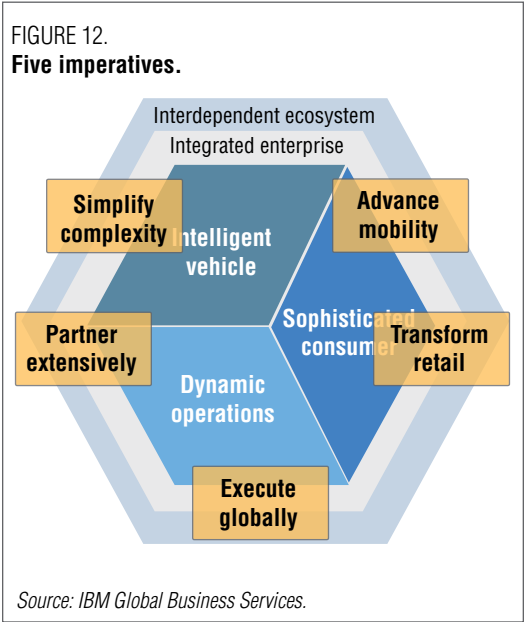 FIGURE 12.
Five imperatives.
Interdependent ecosystem
Integrated enterprise
Simplify
complexity
Advance
mobility
Intelligent
vehicle
Partner
extensively
Sophisticated
consumer
Transform
retail
Dynamic
operations
Execute
globally
Source: IBM Global Business Services.